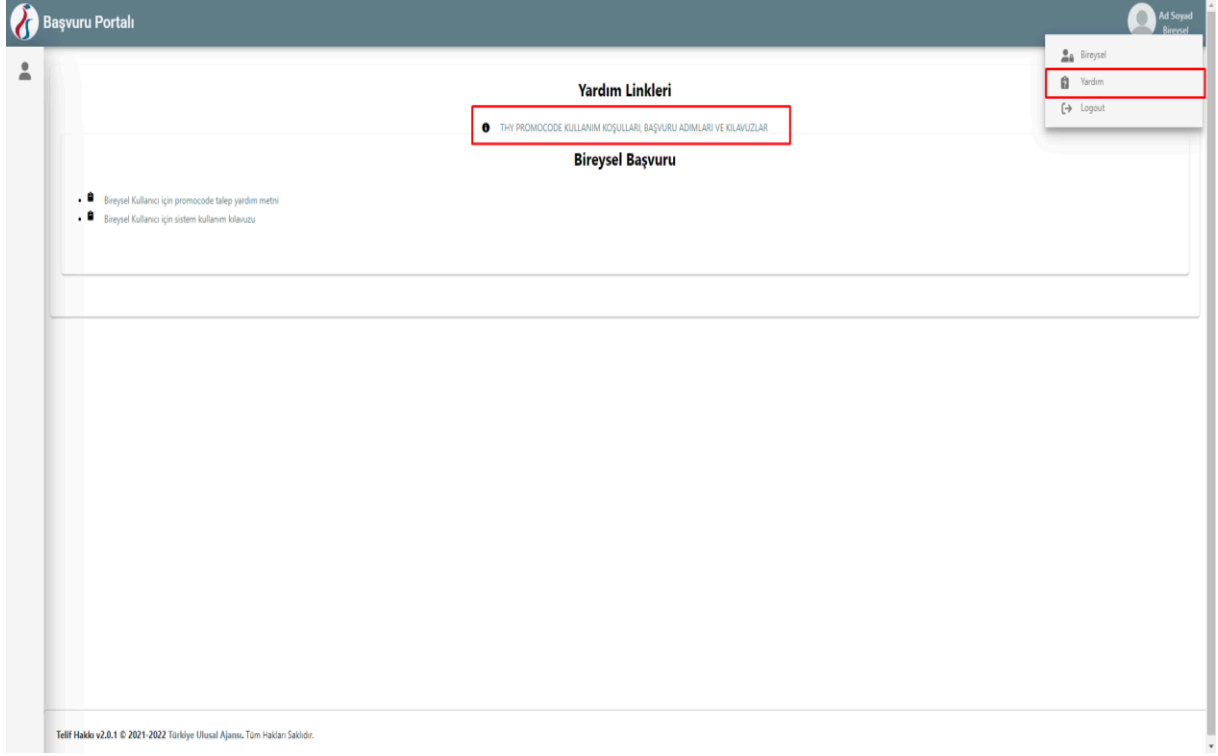 Başvuru Portalı
Ad Soyad
Bireysel
Bireysel
Yardım
Logout
Yardım Linkleri
THY PROMOCODE KULLANIM KOŞULLARI, BAŞVURU ADIMLARI VE KILAVUZLAR
Bireysel Başvuru
Bireysel Kullanıcı için promocode talep yardım metni
Bireysel Kullanıcı için sistem kullanım kılavuzu
Telif Hakkı v2.0.1 © 2021-2022 Türkiye Ulusal Ajansı. Tüm Hakları Saklıdır.